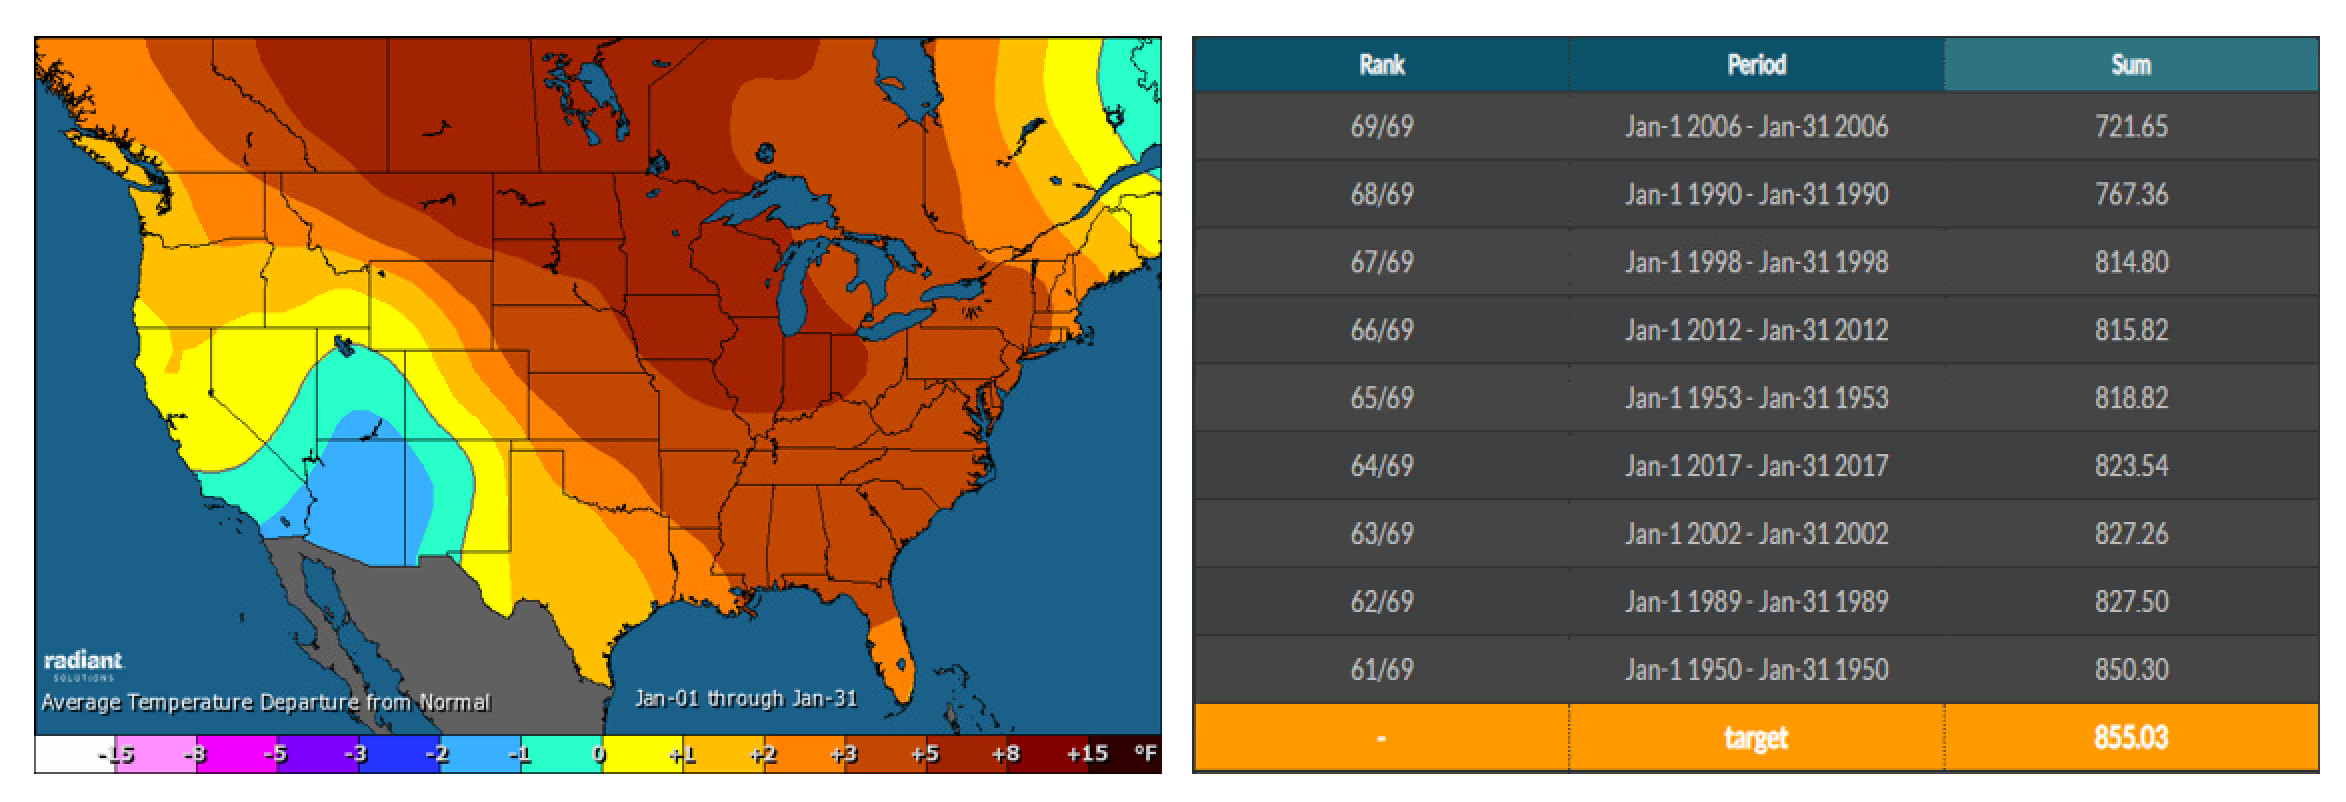 radiant
SOLUTIONS
Average Temperature Departure from Normal
Jan-01 through Jan-31
-15 -8 -5 -3 -2 -1 0 +1 +2 +3 +5 +8 +15 °F
Rank Period Sum
69/69 Jan-1 2006 - Jan-31 2006 721.65
68/69 Jan-1 1990 - Jan-31 1990 767.36
67/69 Jan-1 1998 - Jan-31 1998 814.80
66/69 Jan-1 2012 - Jan-31 2012 815.82
65/69 Jan-1 1953 - Jan-31 1953 818.82
64/69 Jan-1 2017 - Jan-31 2017 823.54
63/69 Jan-1 2002 - Jan-31 2002 827.26
62/69 Jan-1 1989 - Jan-31 1989 827.50
61/69 Jan-1 1950 - Jan-31 1950 850.30
- target 855.03